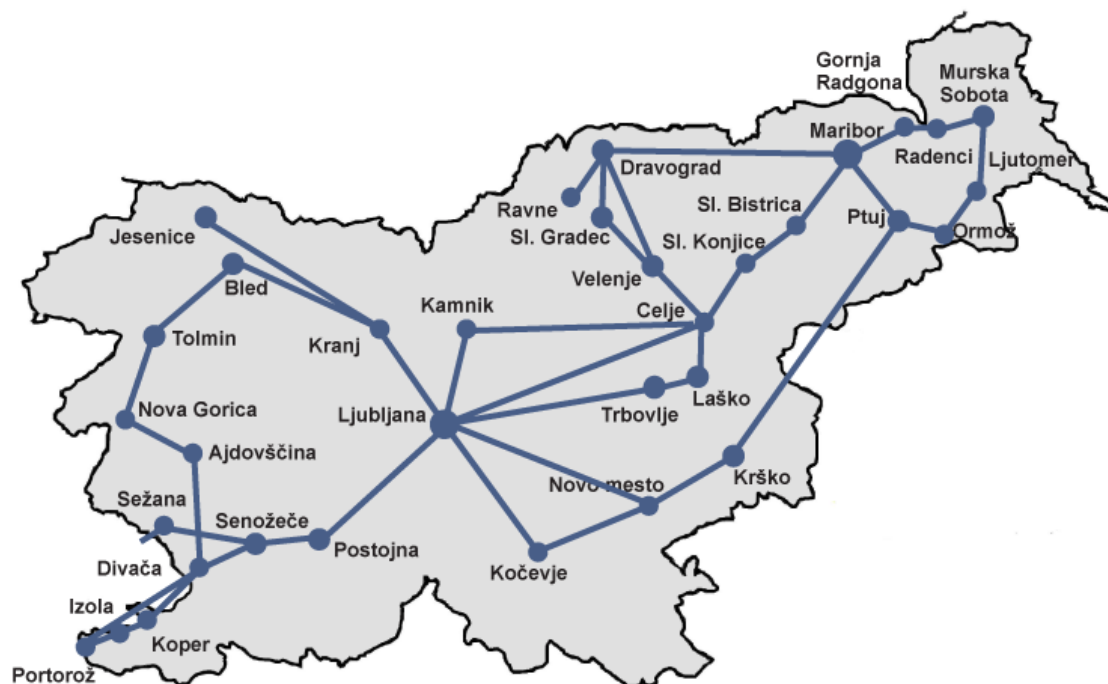 Gornja
Radgona
Murska
Sobota
Maribor
Radenci
Ljutomer
Dravograd
Ravne
Sl. Bistrica
Sl. Gradec
Ptuj
Ormož
Jesenice
Sl. Konjice
Velenje
Bled
Kamnik
Celje
Tolmin
Kranj
Laško
Trbovlje
Nova Gorica
Ljubljana
Ajdovščina
Krško
Novo mesto
Sežana
Senožeče
Postojna
Divača
Kočevje
Izola
Koper
Portorož